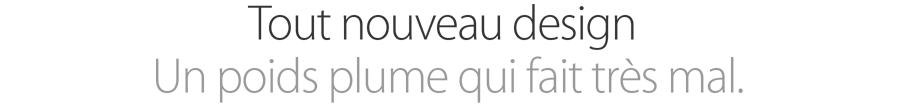 Tout nouveau design
Un poids plume qui fait très mal.